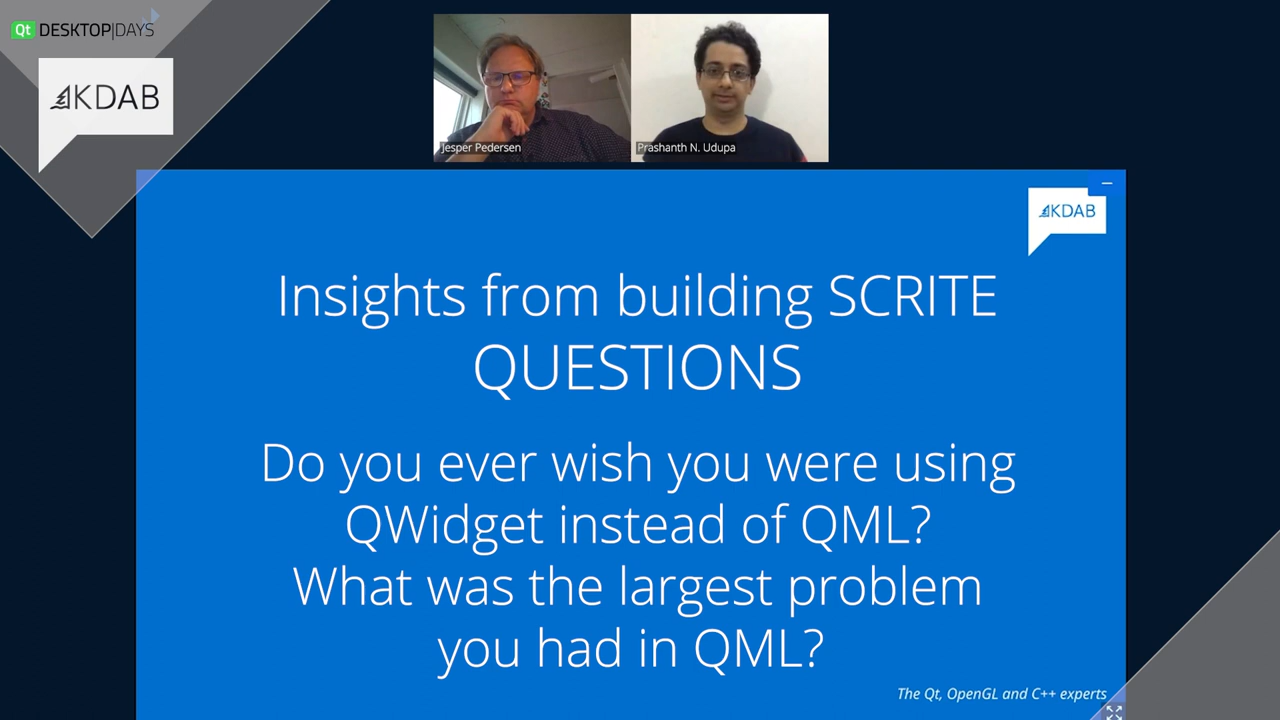 Qt DESKTOP|DAYS
KDAB
Jesper Pedersen
Prashanth N. Udupa
KDAB
Insights from building SCRITE
QUESTIONS
Do you ever wish you were using
QWidget instead of QML?
What was the largest problem
you had in QML?
The Qt, OpenGL and C++ experts